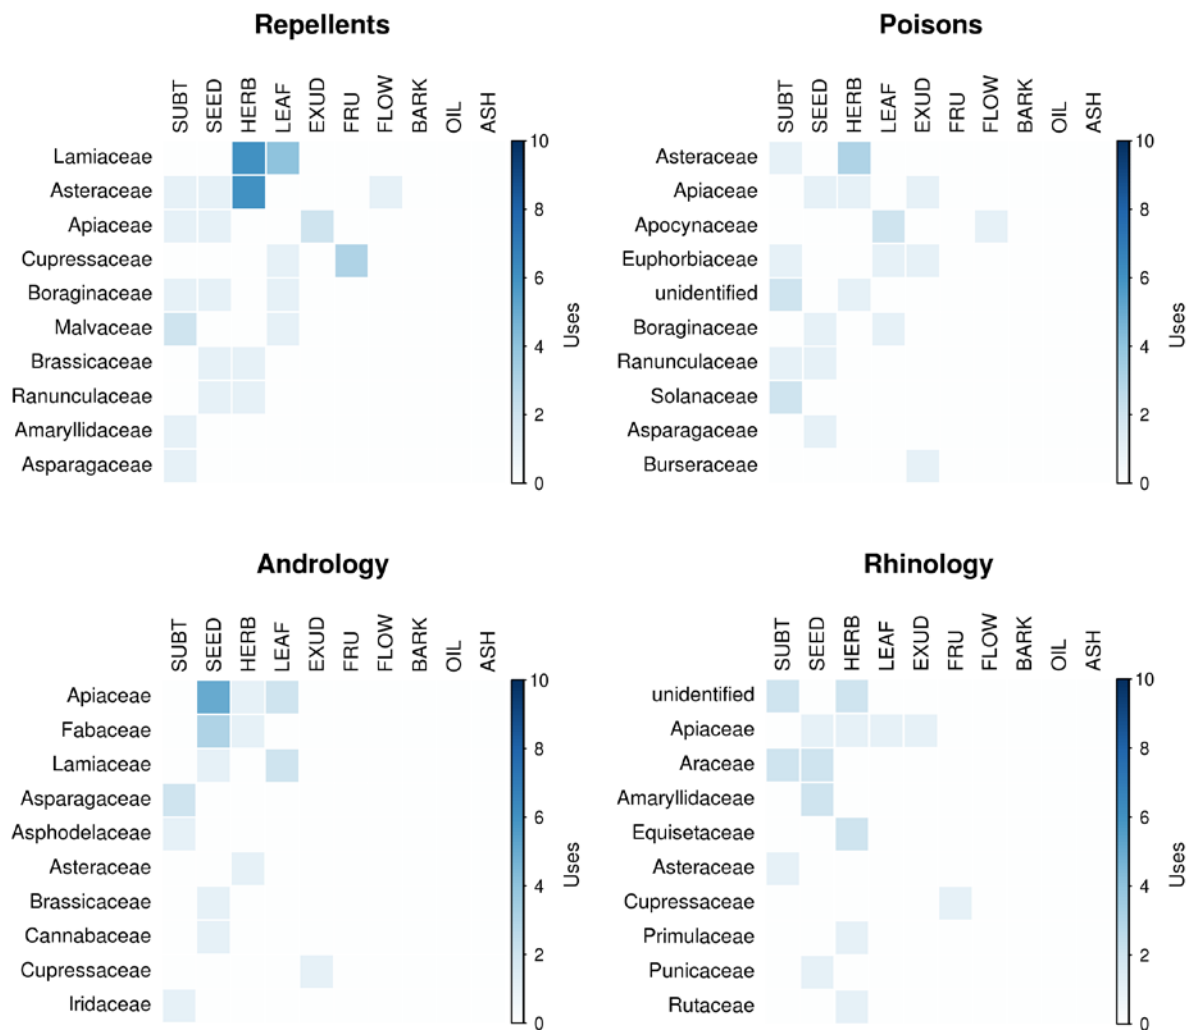 Repellents
SUBT SEED HERB LEAF EXUD FRU FLOW BARK OIL ASH
Lamiaceae
Asteraceae
Apiaceae
Cupressaceae
Boraginaceae
Malvaceae
Brassicaceae
Ranunculaceae
Amaryllidaceae
Asparagaceae
10
8
6
4
2
0
Uses
Poisons
SUBT SEED HERB LEAF EXUD FRU FLOW BARK OIL ASH
Asteraceae
Apiaceae
Apocynaceae
Euphorbiaceae
unidentified
Boraginaceae
Ranunculaceae
Solanaceae
Asparagaceae
Burseraceae
10
8
6
4
2
0
Uses
Andrology
SUBT SEED HERB LEAF EXUD FRU FLOW BARK OIL ASH
Apiaceae
Fabaceae
Lamiaceae
Asparagaceae
Asphodelaceae
Asteraceae
Brassicaceae
Cannabaceae
Cupressaceae
Iridaceae
10
8
6
4
2
0
Uses
Rhinology
SUBT SEED HERB LEAF EXUD FRU FLOW BARK OIL ASH
unidentified
Apiaceae
Araceae
Amaryllidaceae
Equisetaceae
Asteraceae
Cupressaceae
Primulaceae
Punicaceae
Rutaceae
10
8
6
4
2
0
Uses